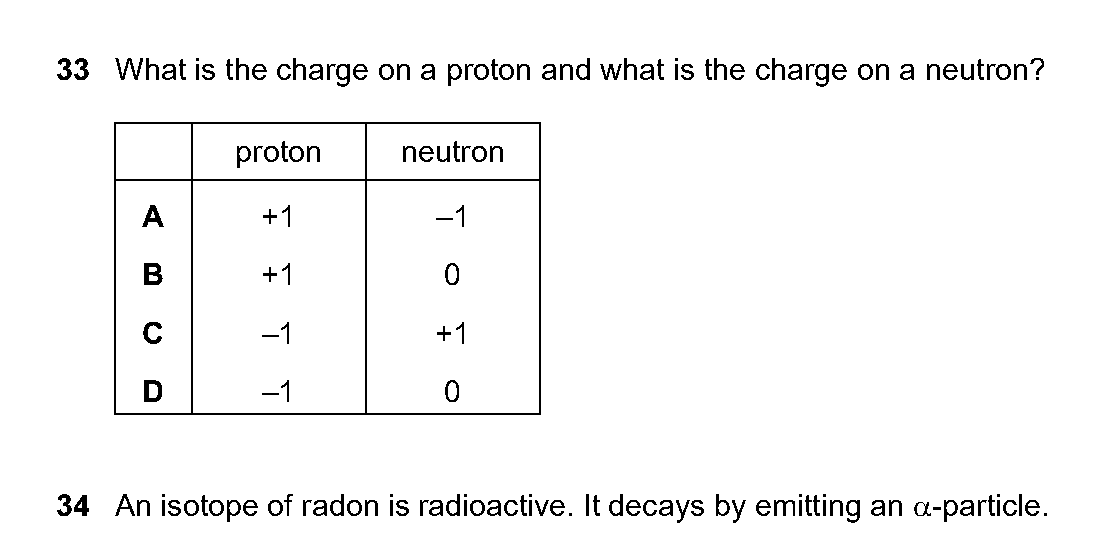 33 What is the charge on a proton and what is the charge on a neutron?
proton neutron
A +1 –1
B +1 0
C –1 +1
D –1 0
34 An isotope of radon is radioactive. It decays by emitting an α-particle.